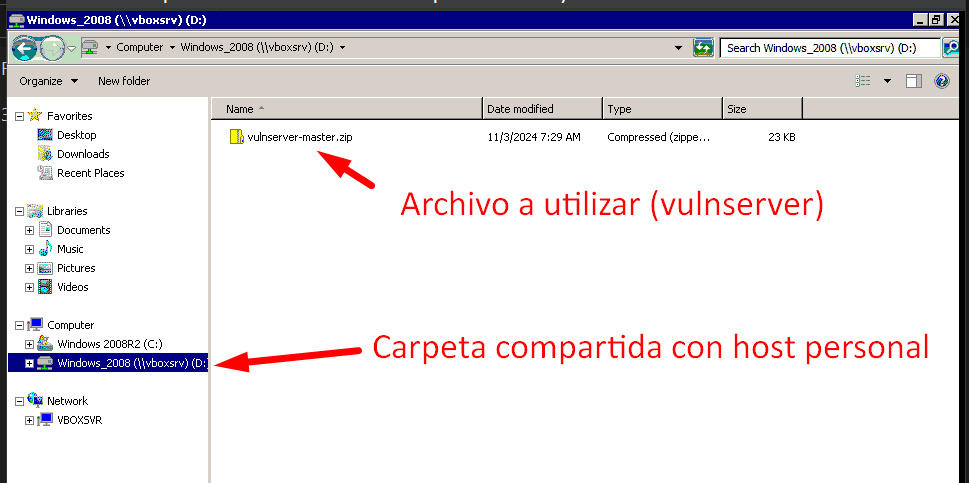 Windows_2008 (\\vboxsrv) (D:)
Computer Windows_2008 (\\vboxsrv) (D:)
Search Windows_2008 (\\vboxsrv) (D:)
Organize New folder
Name Date modified Type Size
vulnserver-master.zip 11/3/2024 7:29 AM Compressed (zippe... 23 KB
Favorites
Desktop
Downloads
Recent Places
Archivo a utilizar (vulnserver)
Libraries
Documents
Music
Pictures
Videos
Computer
Windows 2008R2 (C:)
Windows_2008 (\\vboxsrv) (D:)
Carpeta compartida con host personal
Network
VBOXSVR